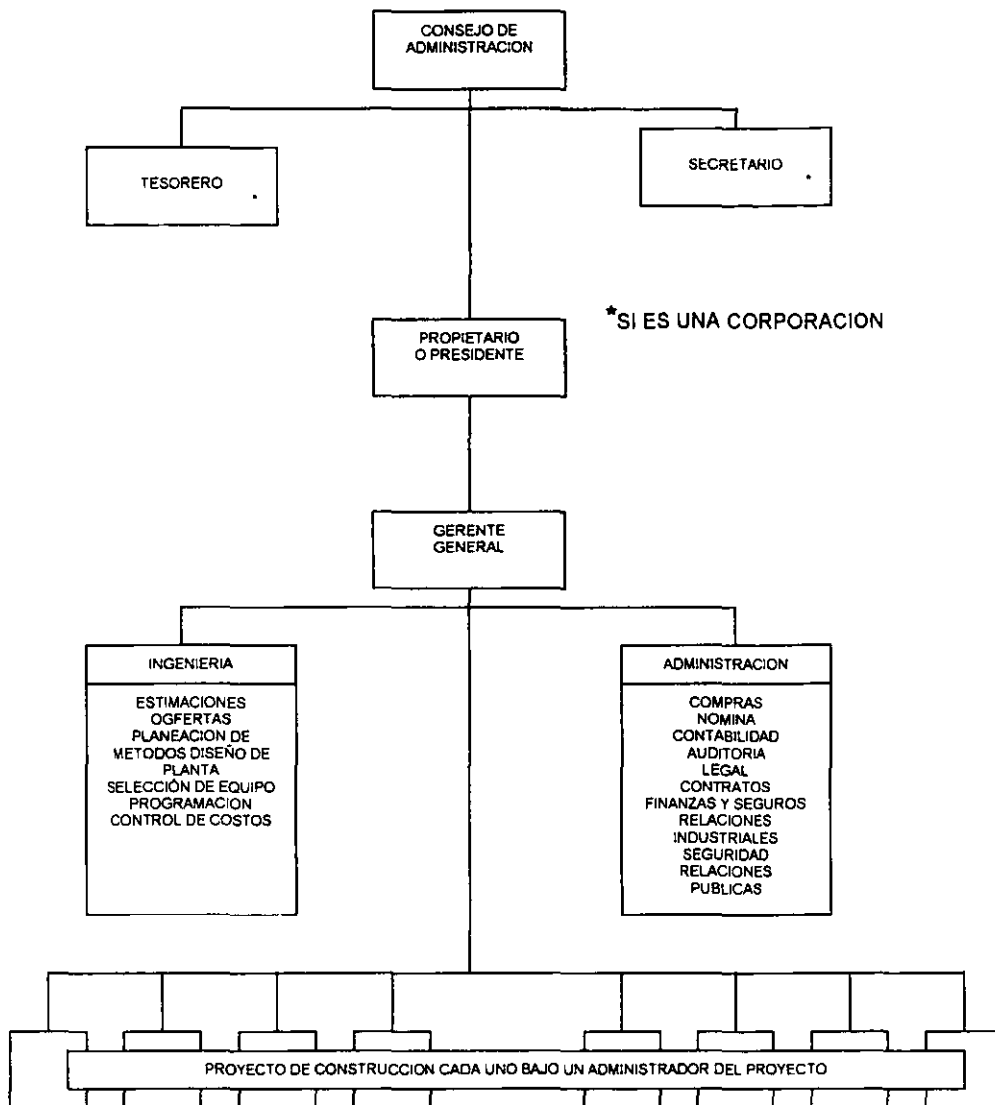 CONSEJO DE
ADMINISTRACION
TESORERO
SECRETARIO
*SI ES UNA CORPORACION
PROPIETARIO
O PRESIDENTE
GERENTE
GENERAL
INGENIERIA
ESTIMACIONES
OGFERTAS
PLANEACION DE
METODOS DISEÑO DE
PLANTA
SELECCIÓN DE EQUIPO
PROGRAMACION
CONTROL DE COSTOS
ADMINISTRACION
COMPRAS
NOMINA
CONTABILIDAD
AUDITORIA
LEGAL
CONTRATOS
FINANZAS Y SEGUROS
RELACIONES
INDUSTRIALES
SEGURIDAD
RELACIONES
PUBLICAS
PROYECTO DE CONSTRUCCION CADA UNO BAJO UN ADMINISTRADOR DEL PROYECTO